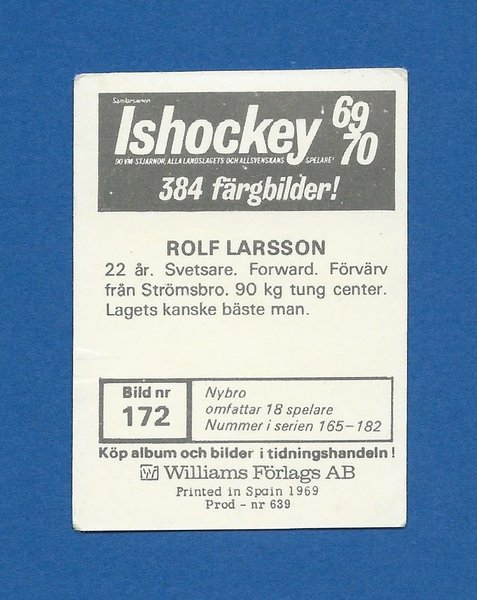 Samlarserien
Ishockey 69
70
90 VM-STJÄRNOR, ALLA LANDSLAGETS OCH ALLSVENSKANS SPELARE!
384 färgbilder!
ROLF LARSSON
22 år. Svetsare. Forward. Förvärv
från Strömsbro. 90 kg tung center.
Lagets kanske bäste man.
Bild nr
172
Nybro
omfattar 18 spelare
Nummer i serien 165-182
Köp album och bilder i tidningshandeln!
W Williams Förlags AB
Printed in Spain 1969
Prod - nr 639